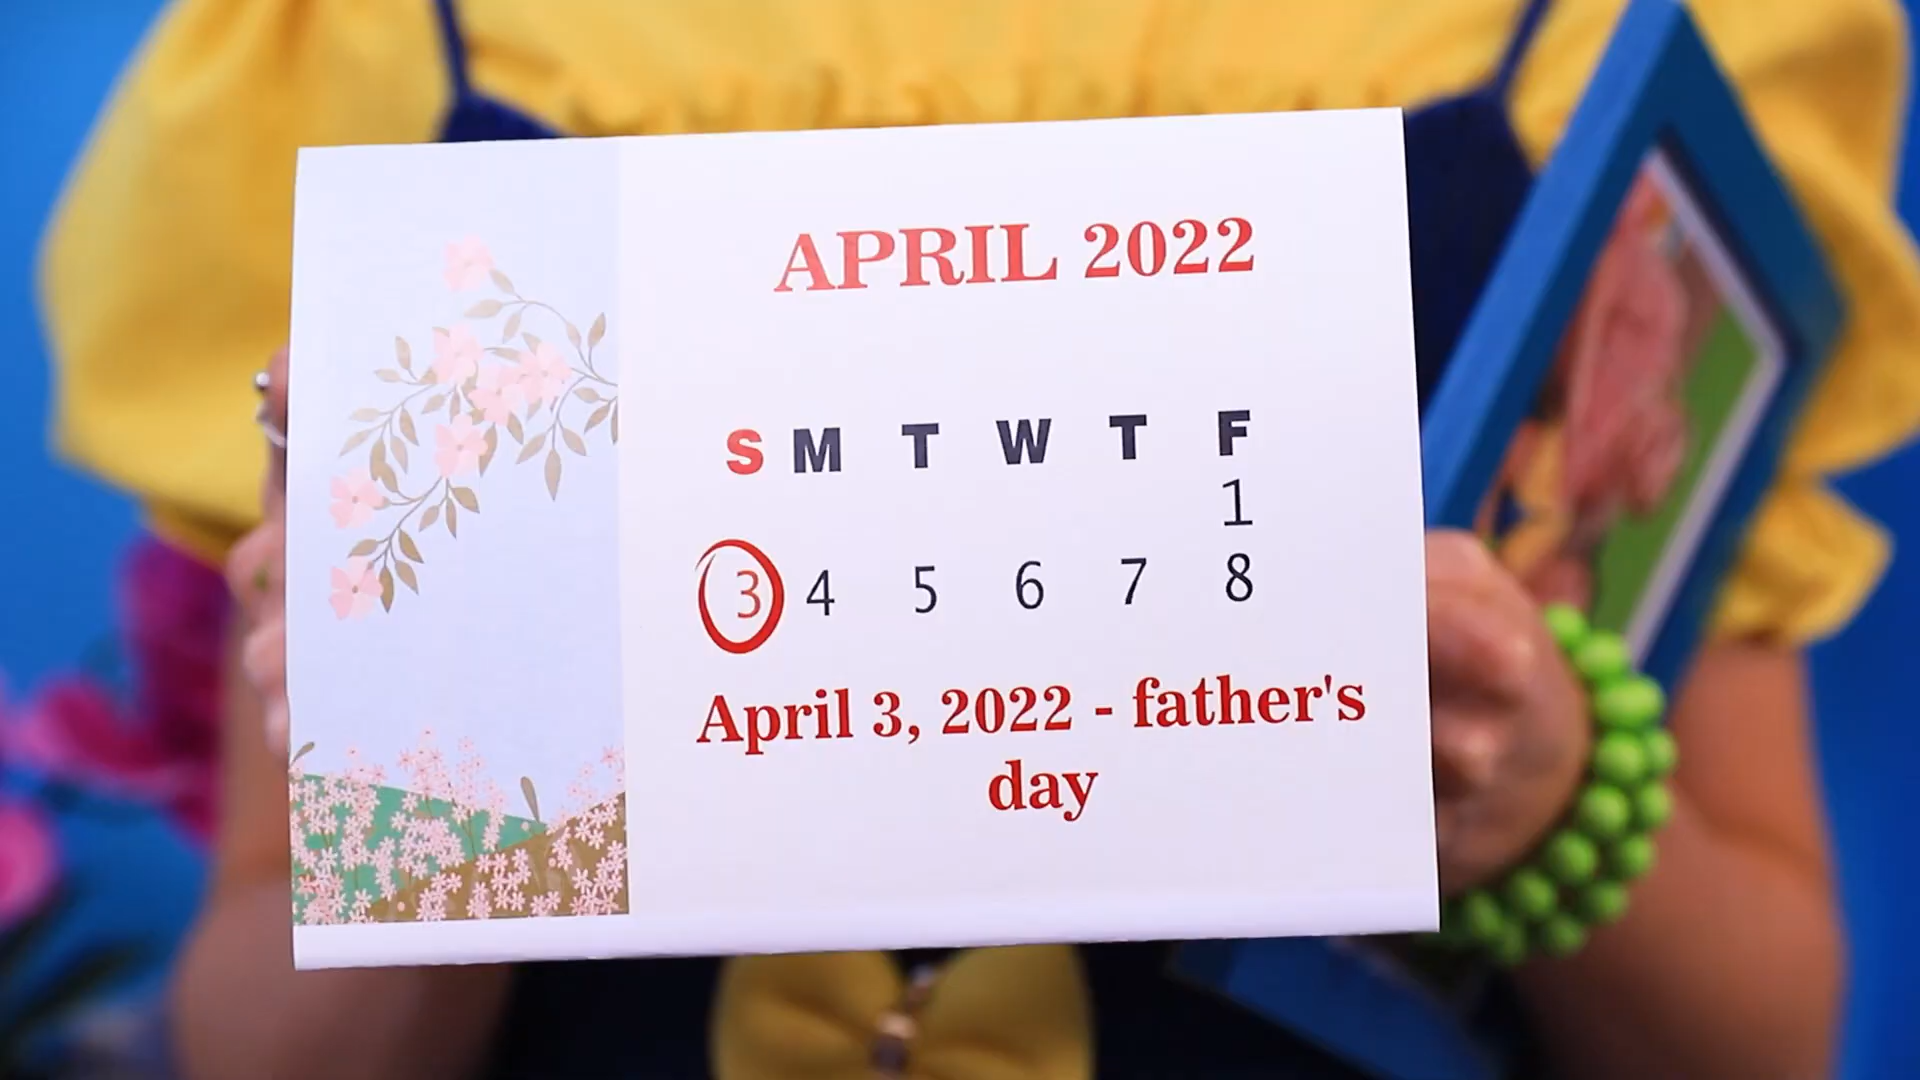 APRIL 2022
S M T W T F
1
3 4 5 6 7 8
April 3, 2022 - father's
day